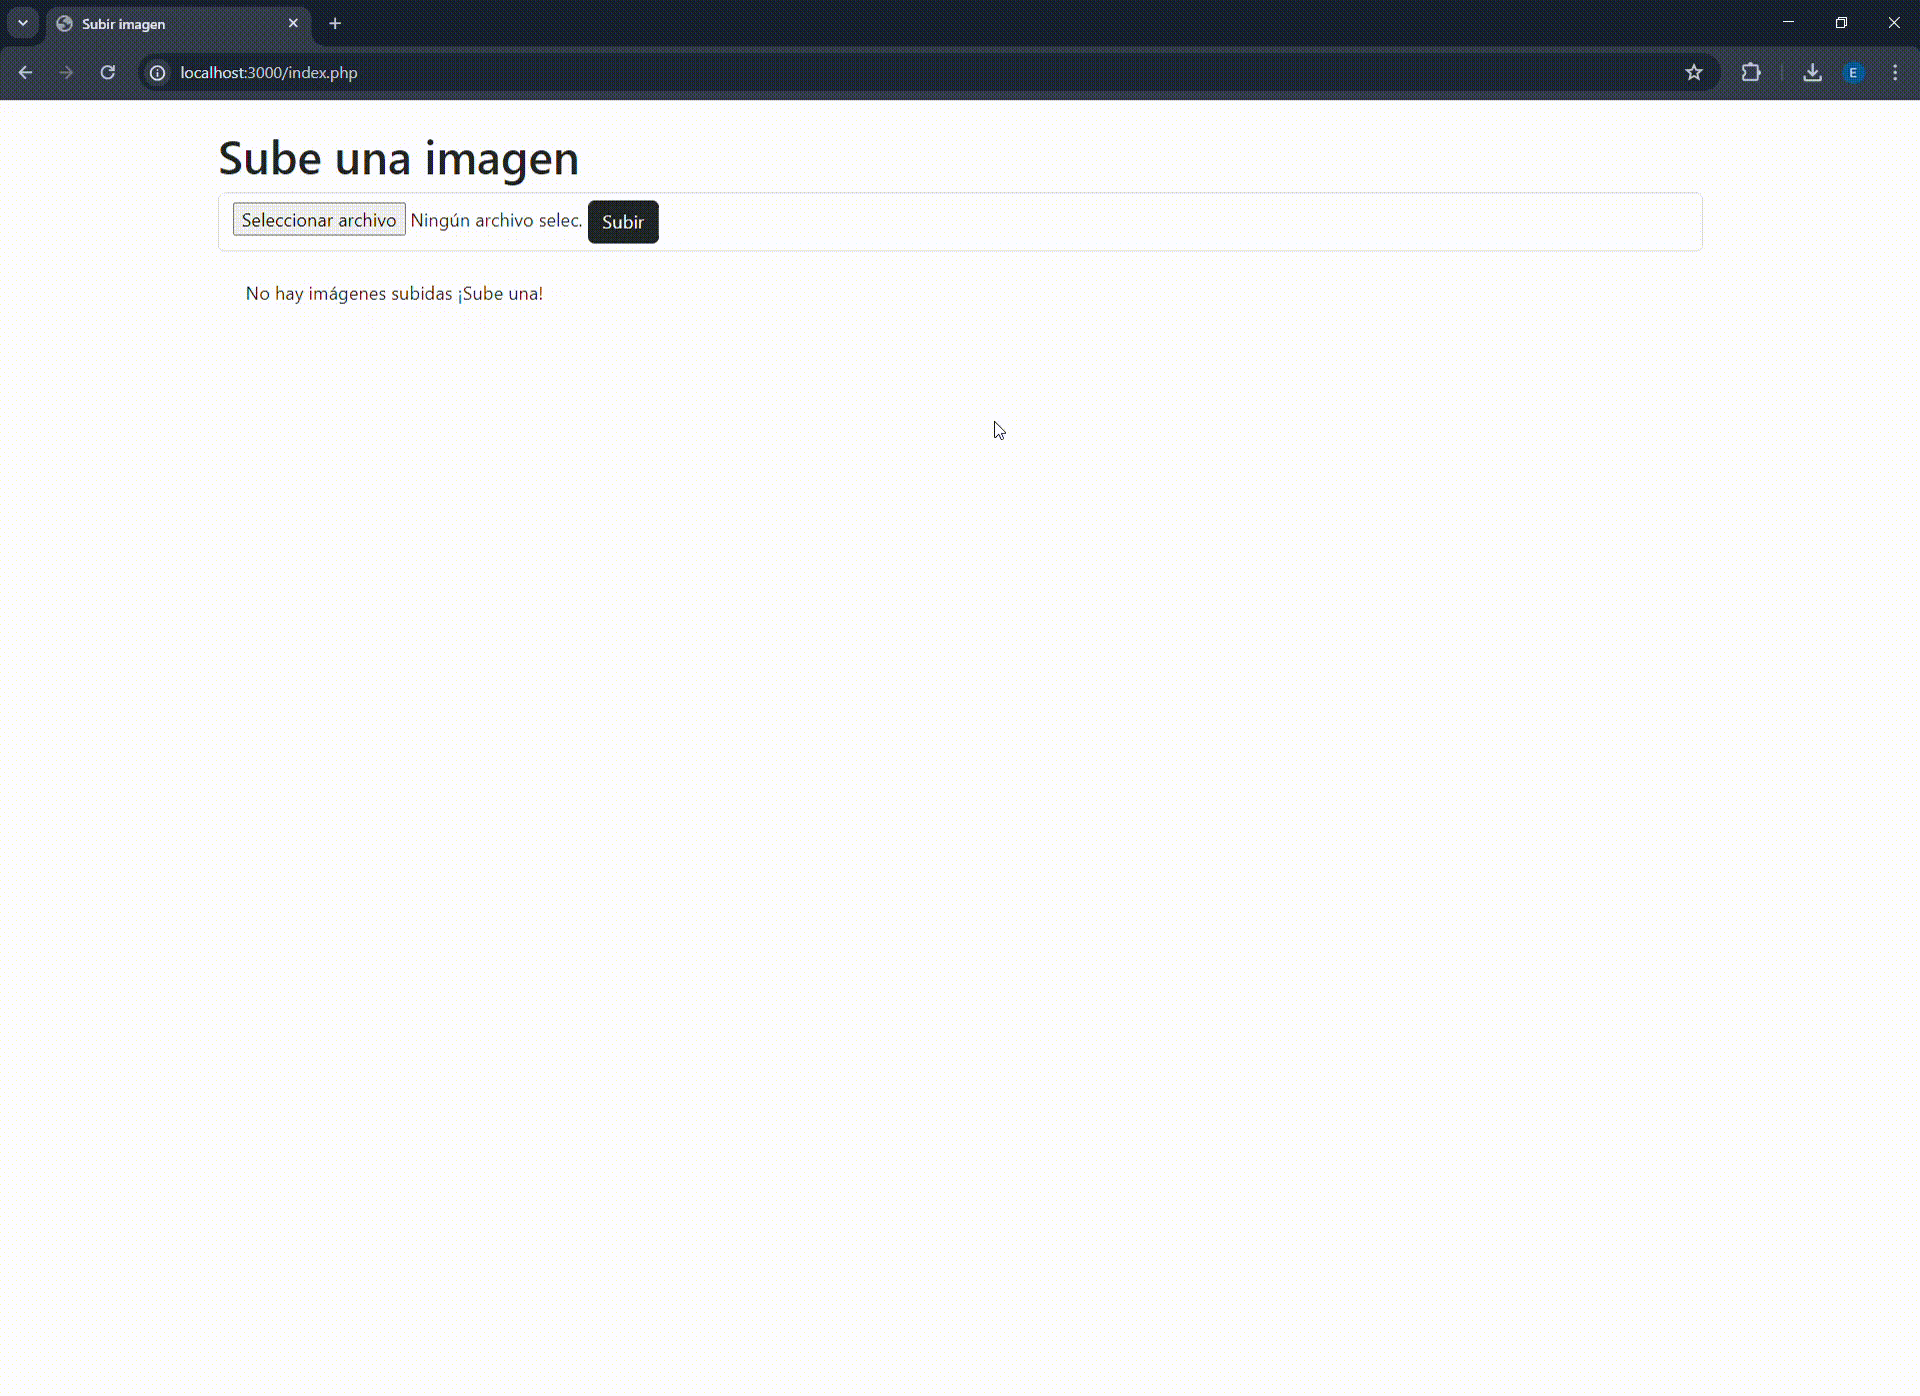 Subir imagen
localhost:3000/index.php
E
Sube una imagen
Seleccionar archivo Ningún archivo selec. Subir
No hay imágenes subidas ¡Sube una!